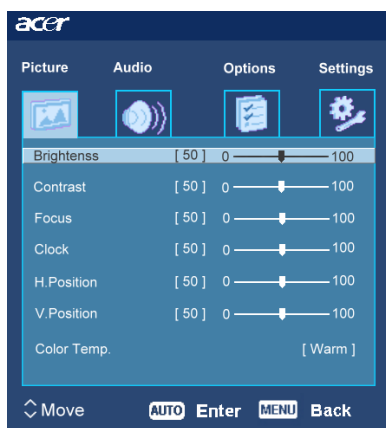 acer
Picture Audio Options Settings
Brightenss [ 50 ] 0 100
Contrast [ 50 ] 0 100
Focus [ 50 ] 0 100
Clock [ 50 ] 0 100
H.Position [ 50 ] 0 100
V.Position [ 50 ] 0 100
Color Temp. [ Warm ]
Move AUTO Enter MENU Back